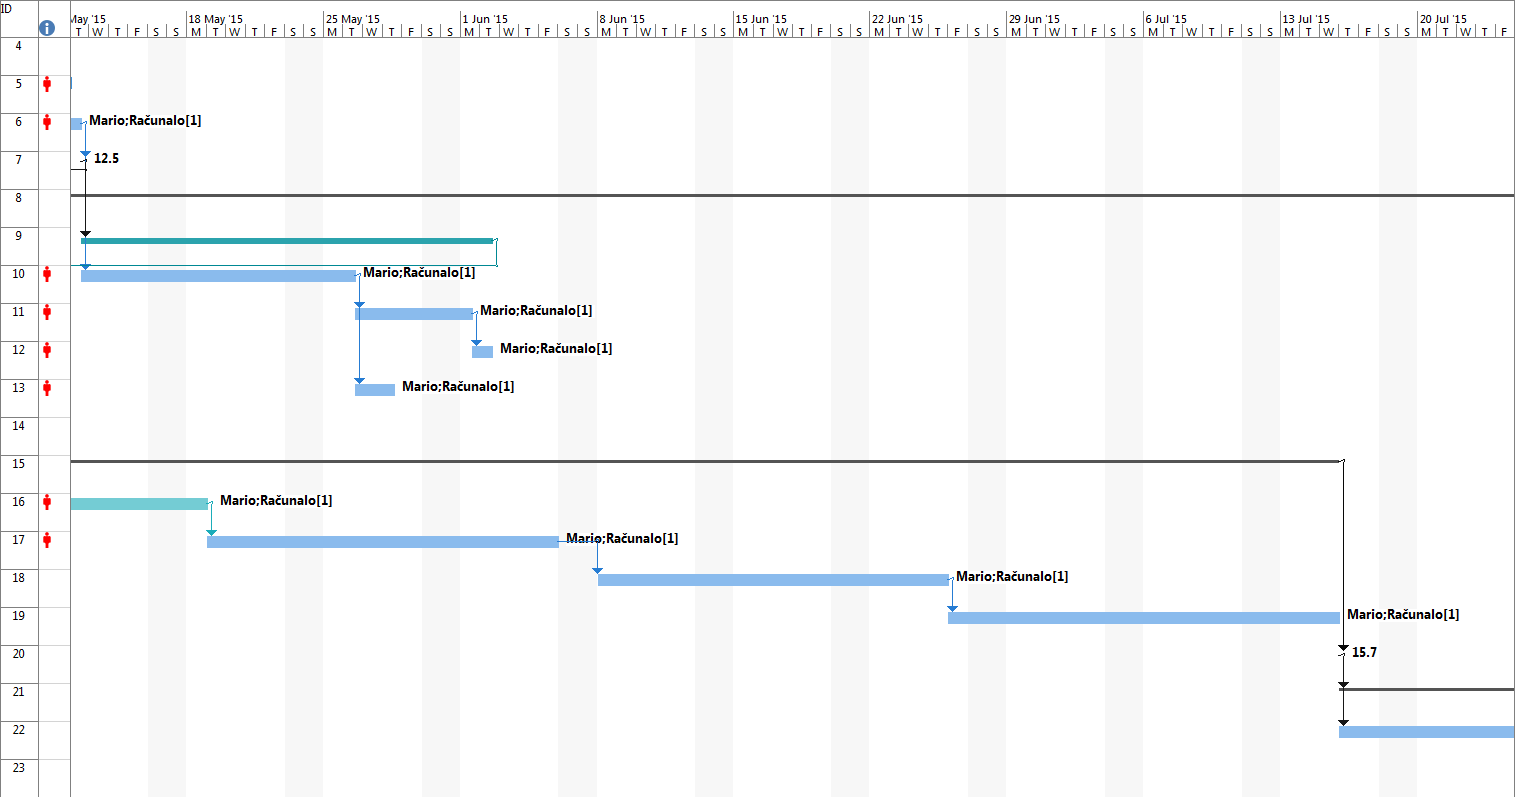 ID
May '15 18 May '15 25 May '15 1 Jun '15 8 Jun '15 15 Jun '15 22 Jun '15 29 Jun '15 6 Jul '15 13 Jul '15 20 Jul '15
i T W T F S S M T W T F S S M T W T F S S M T W T F S S M T W T F S S M T W T F S S M T W T F S S M T W T F S S M T W T F S S M T W T F S S M T W T F
4
5
6 Mario;Računalo[1]
7 12.5
8
9
10 Mario;Računalo[1]
11 Mario;Računalo[1]
12 Mario;Računalo[1]
13 Mario;Računalo[1]
14
15
16 Mario;Računalo[1]
17 Mario;Računalo[1]
18 Mario;Računalo[1]
19 Mario;Računalo[1]
20 15.7
21
22
23